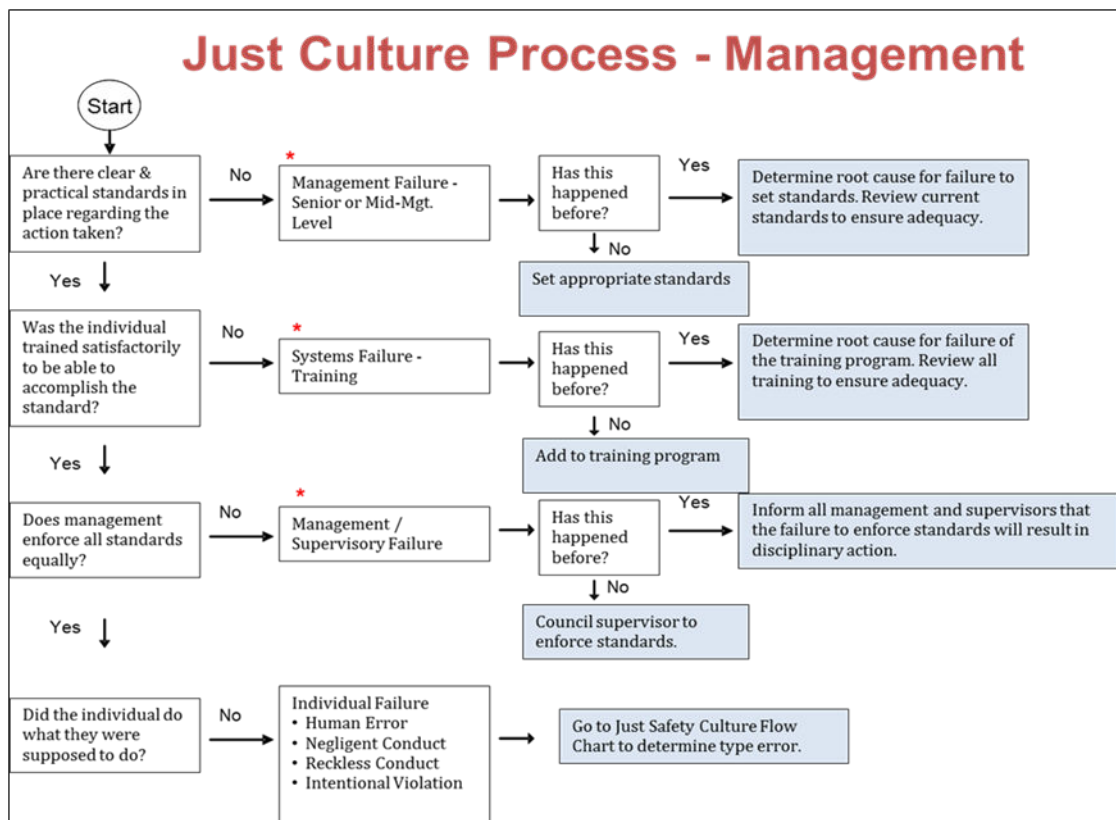 Just Culture Process - Management
Start
Are there clear &
practical standards in
place regarding the
action taken?
No
*
Management Failure -
Senior or Mid-Mgt.
Level
Has this
happened
before?
Yes
Determine root cause for failure to
set standards. Review current
standards to ensure adequacy.
No
Set appropriate standards
Yes
Was the individual
trained satisfactorily
to be able to
accomplish the
standard?
No
*
Systems Failure -
Training
Has this
happened
before?
Yes
Determine root cause for failure of
the training program. Review all
training to ensure adequacy.
No
Add to training program
Yes
Does management
enforce all standards
equally?
No
*
Management /
Supervisory Failure
Has this
happened
before?
Yes
Inform all management and supervisors that
the failure to enforce standards will result in
disciplinary action.
No
Council supervisor to
enforce standards.
Yes
Did the individual do
what they were
supposed to do?
No
Individual Failure
• Human Error
• Negligent Conduct
• Reckless Conduct
• Intentional Violation
Go to Just Safety Culture Flow
Chart to determine type error.